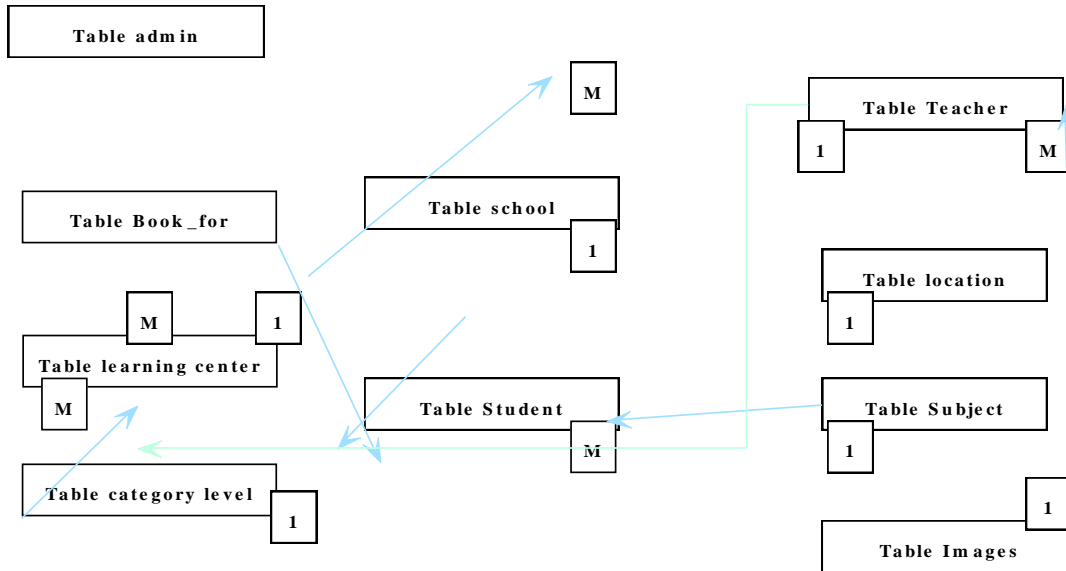 Table admin
M
Table Teacher
1
M
Table Book_for
Table school
1
Table location
1
M
1
Table learning center
M
Table Student
M
Table Subject
1
Table category level
1
1
Table Images